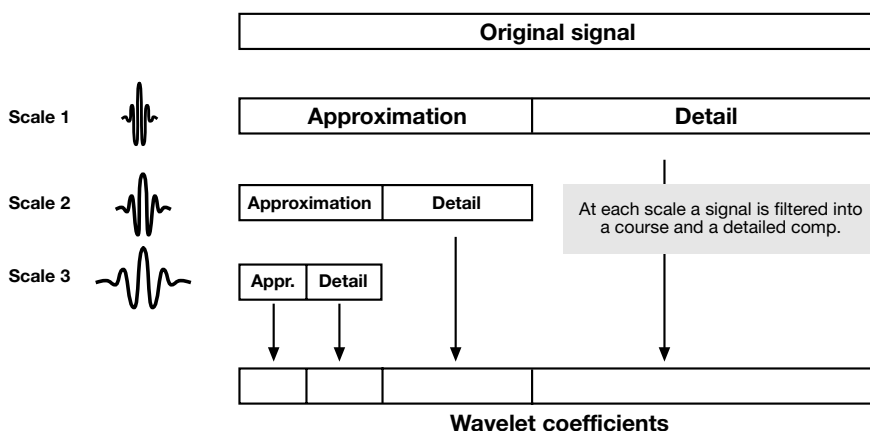 Original signal
Scale 1
Approximation
Detail
Scale 2
Approximation
Detail
At each scale a signal is filtered into
a course and a detailed comp.
Scale 3
Appr.
Detail
Wavelet coefficients